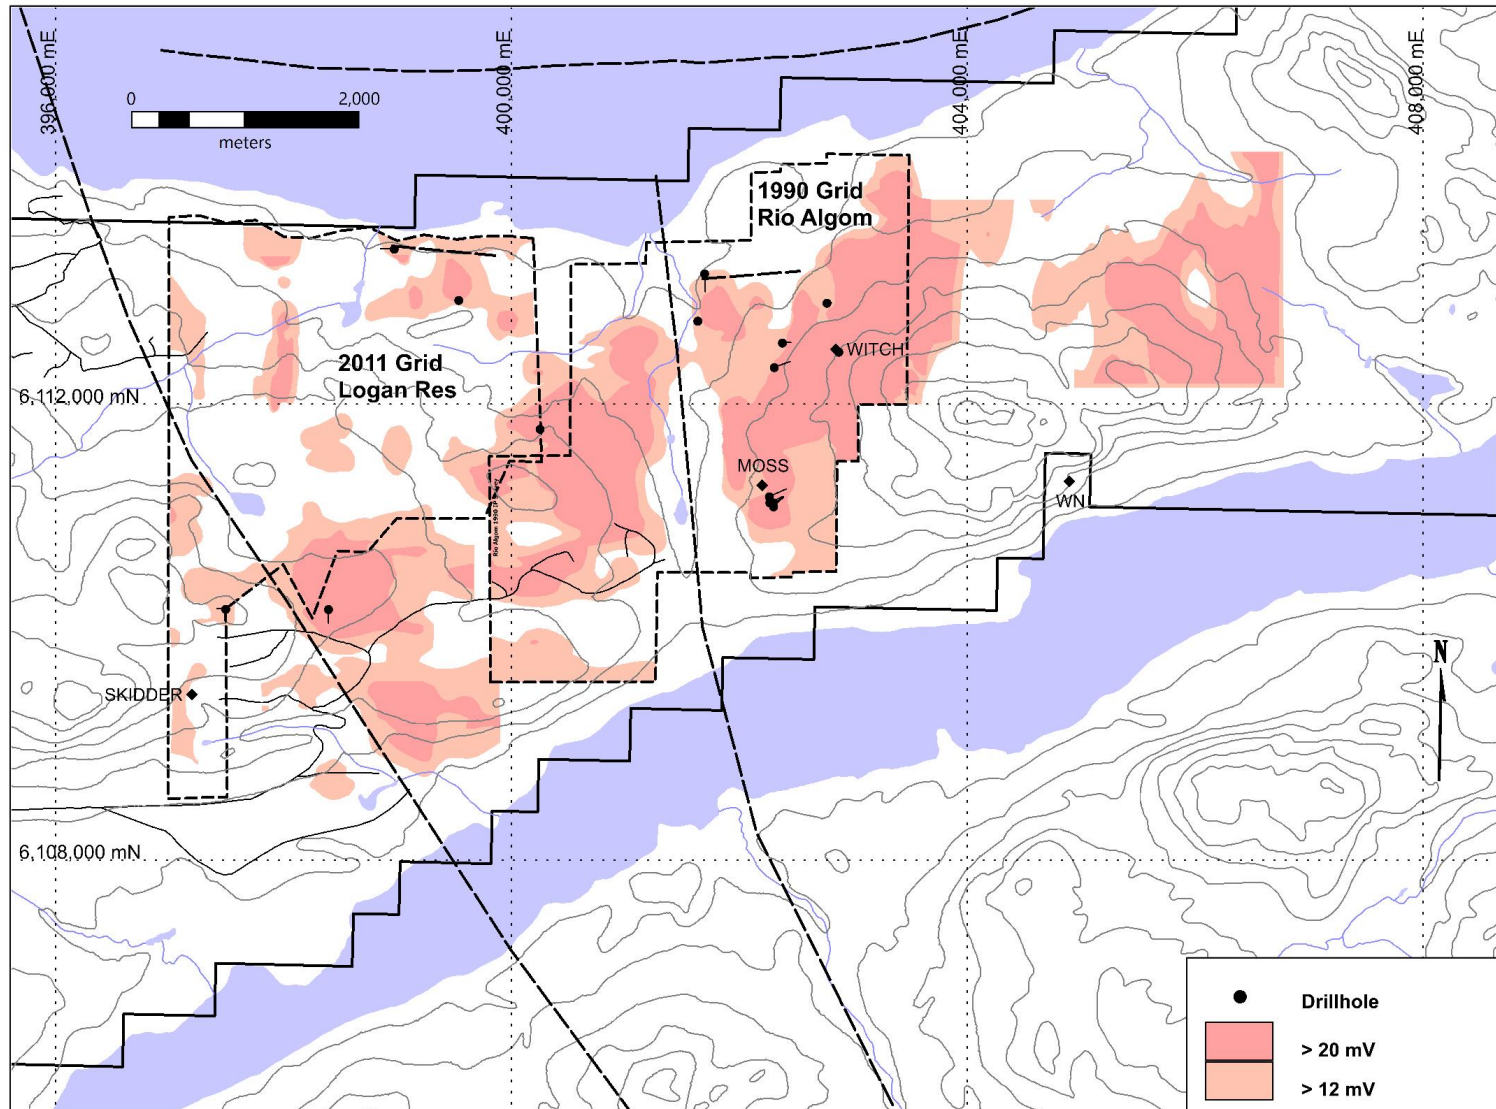 396,000 mE
400,000 mE
404,000 mE
408,000 mE
0 2,000
meters
1990 Grid
Rio Algom
2011 Grid
Logan Res
WITCH
6,112,000 mN
MOSS
WN
SKIDDER
N
6,108,000 mN
Drillhole
> 20 mV
> 12 mV